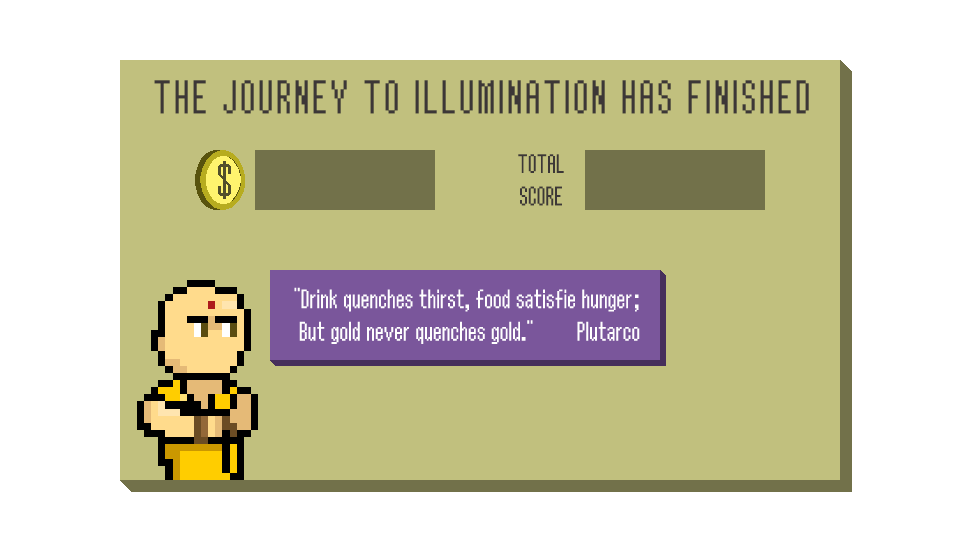 THE JOURNEY TO ILLUMINATION HAS FINISHED
$
TOTAL
SCORE
"Drink quenches thirst, food satisfie hunger;
But gold never quenches gold." Plutarco